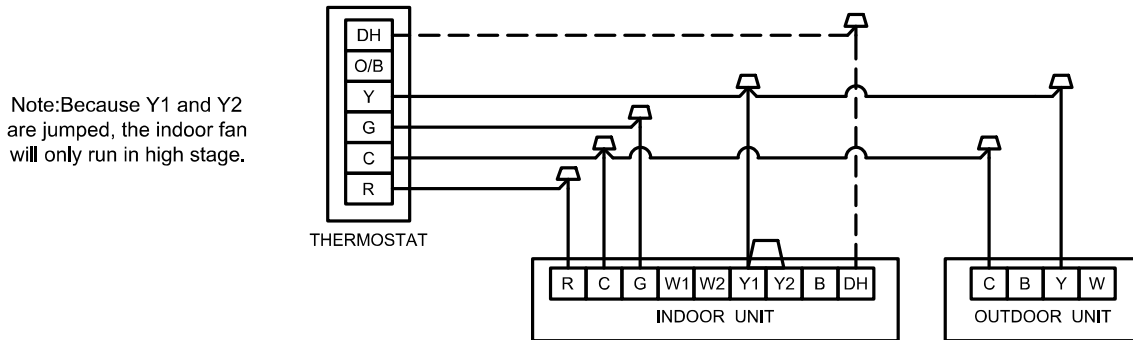 Note:Because Y1 and Y2
are jumped, the indoor fan
will only run in high stage.
DH
O/B
Y
G
C
R
THERMOSTAT
R C G W1 W2 Y1 Y2 B DH
INDOOR UNIT
C B Y W
OUTDOOR UNIT